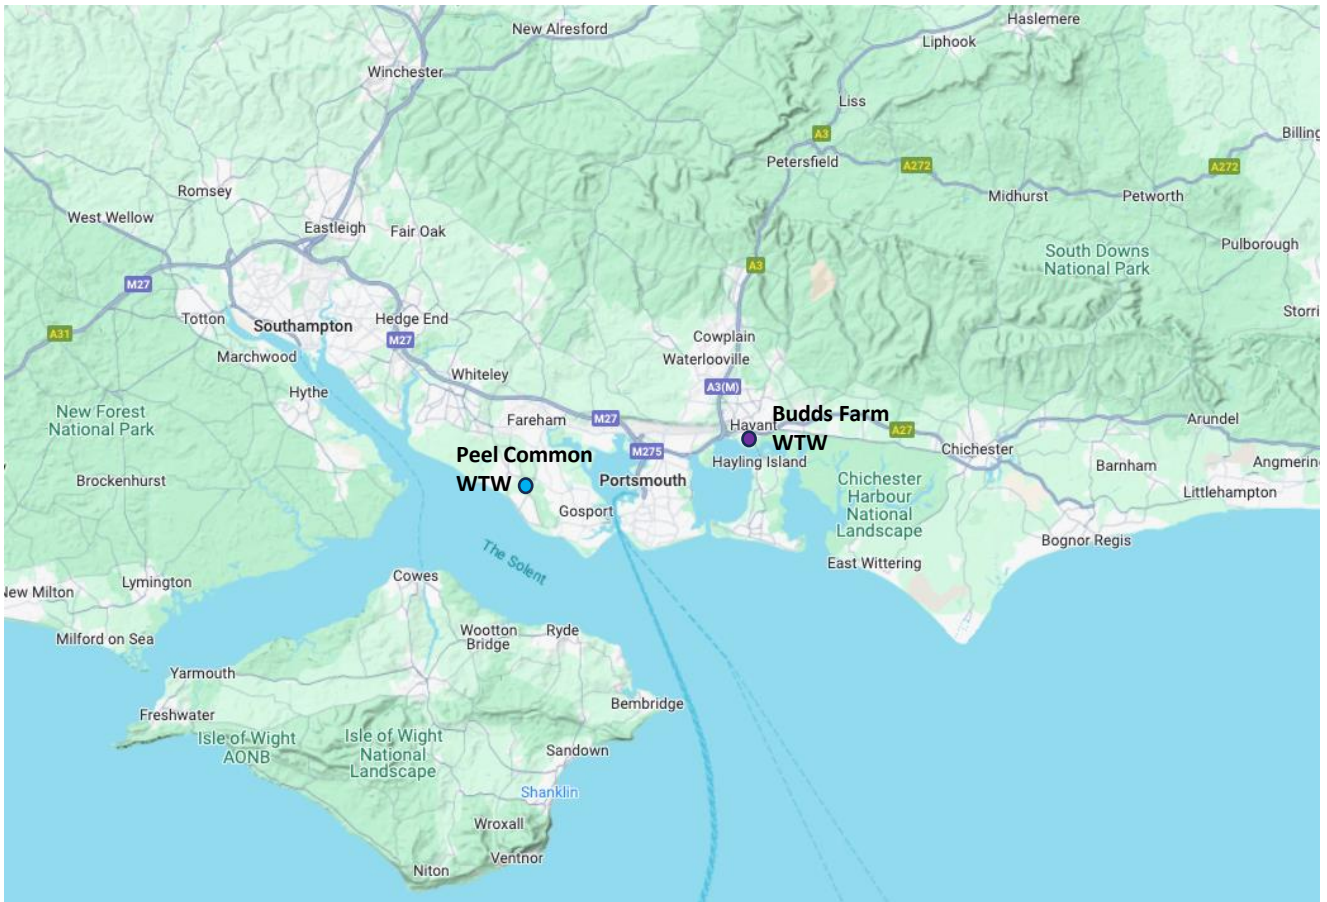 Haslemere
New Alresford
Liphook
Winchester
Liss
A3
Billing
Petersfield
A272
A272
Romsey
Midhurst
Petworth
West Wellow
Eastleigh
Fair Oak
South Downs
National Park
Pulborough
A3
M27
Storri
Totton
Southampton
Hedge End
A31
M27
Cowplain
Marchwood
Waterlooville
Whiteley
A3(M)
Hythe
New Forest
National Park
Fareham
M27
Havant
Budds Farm
WTW
A27
Arundel
M275
Chichester
Peel Common
WTW
Hayling Island
Barnham
Angmering
Brockenhurst
Portsmouth
Chichester
Harbour
National
Landscape
Littlehampton
Gosport
Bognor Regis
The Solent
East Wittering
Cowes
Lymington
New Milton
Milford on Sea
Wootton
Bridge
Ryde
Yarmouth
Bembridge
Freshwater
Isle of Wight
AONB
Isle of Wight
National
Landscape
Sandown
Shanklin
Wroxall
Ventnor
Niton